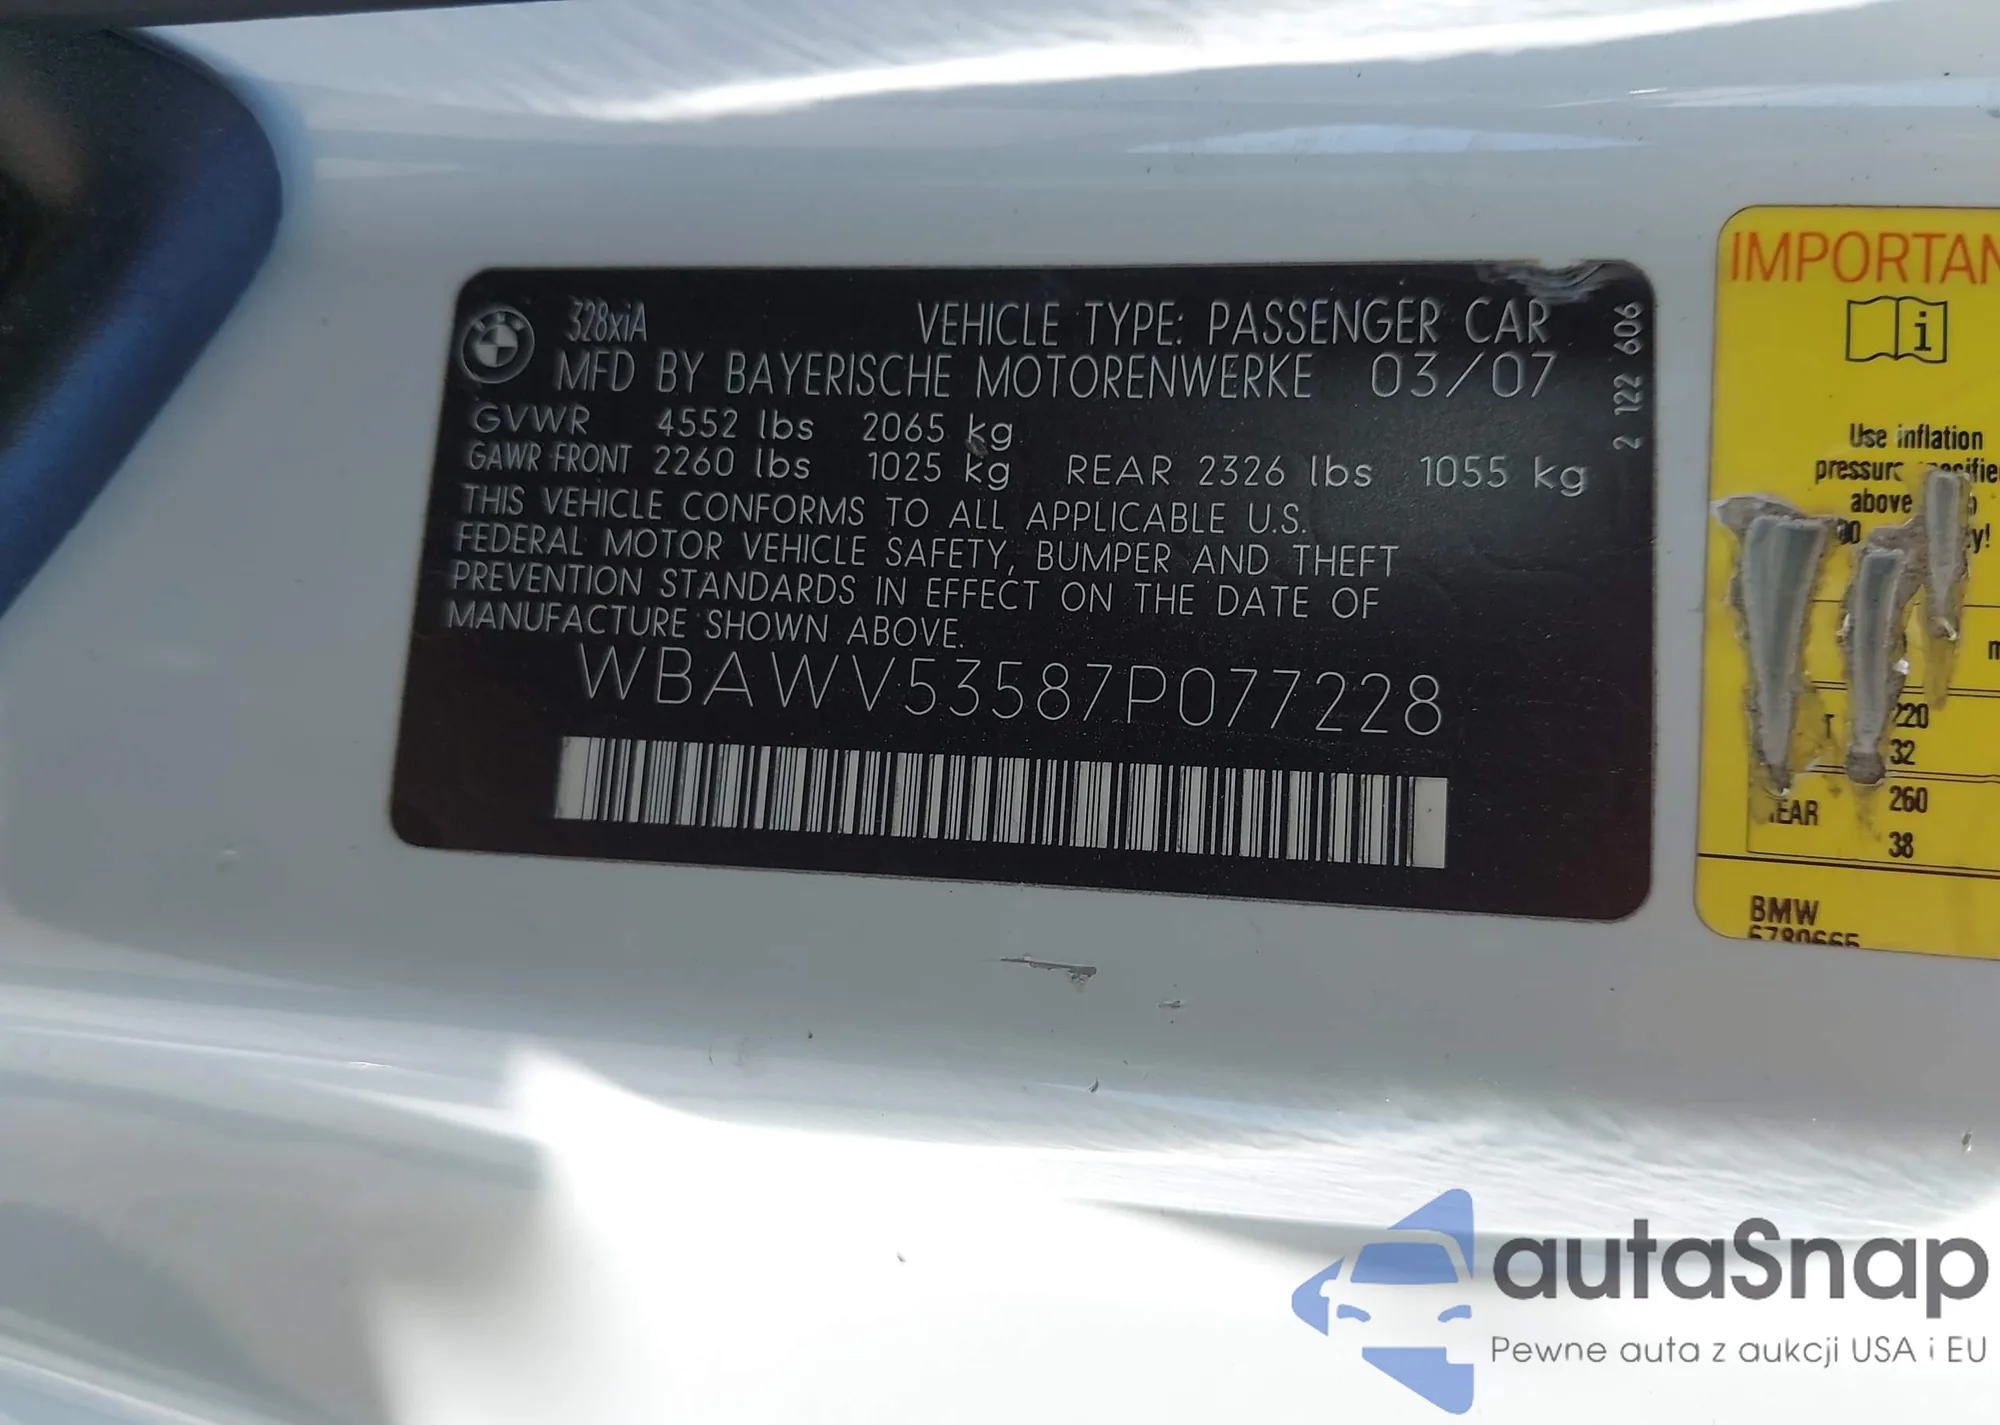 328xiA VEHICLE TYPE: PASSENGER CAR
MFD BY BAYERISCHE MOTORENWERKE 03/07
GVWR 4552 lbs 2065 kg
GAWR FRONT 2260 lbs 1025 kg REAR 2326 lbs 1055 kg
THIS VEHICLE CONFORMS TO ALL APPLICABLE U.S.
FEDERAL MOTOR VEHICLE SAFETY, BUMPER AND THEFT
PREVENTION STANDARDS IN EFFECT ON THE DATE OF
MANUFACTURE SHOWN ABOVE.
WBAWV53587P077228
2 122 606
IMPORTAN
i
Use inflation
pressure
above
220
32
260
38
BMW
6780665
autaSnap
Pewne auta z aukcji USA i EU